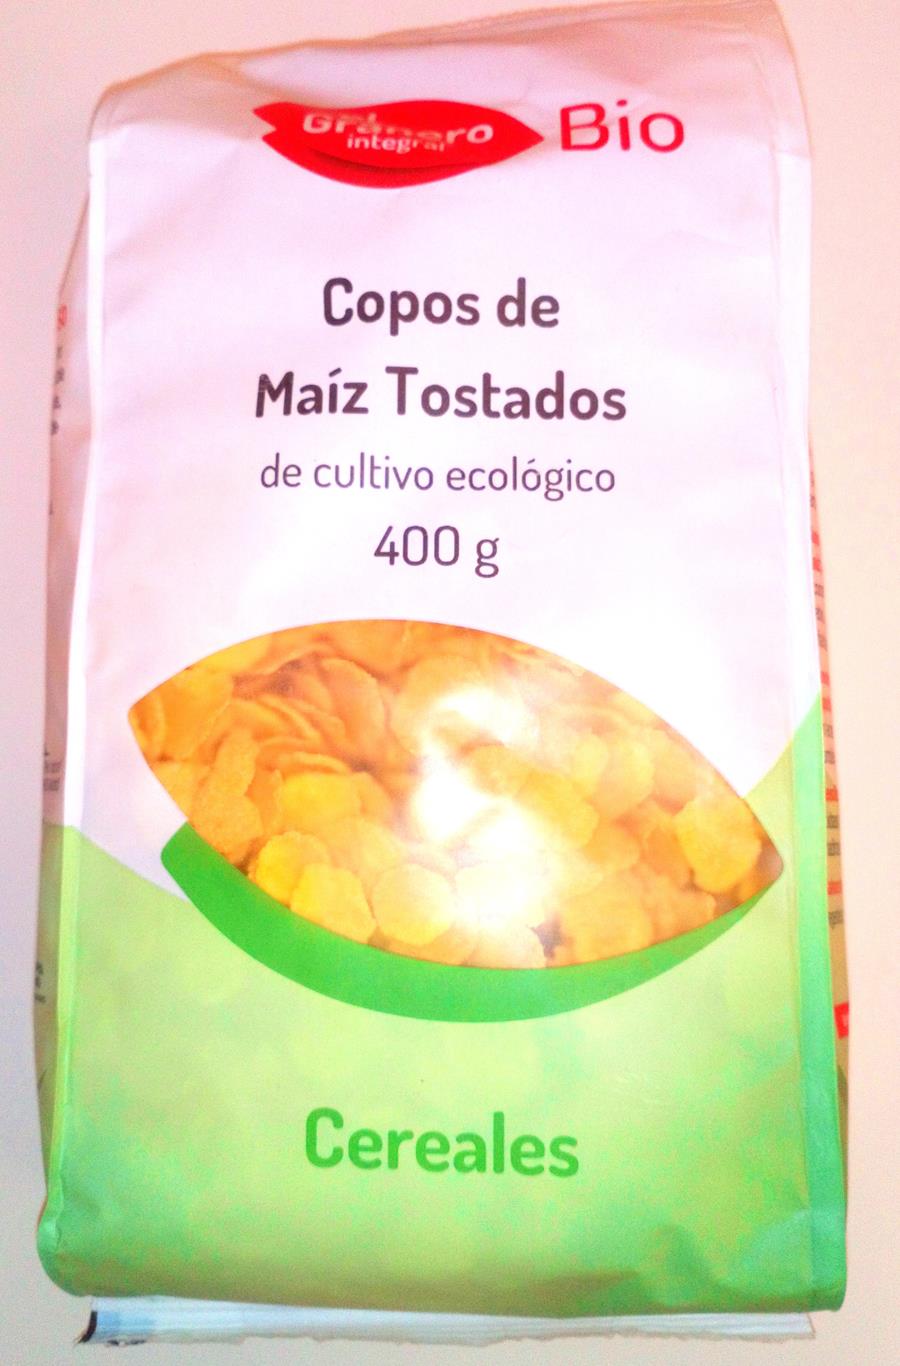 el
Granero
integral
Bio
Copos de
Maíz Tostados
de cultivo ecológico
400 g
Cereales